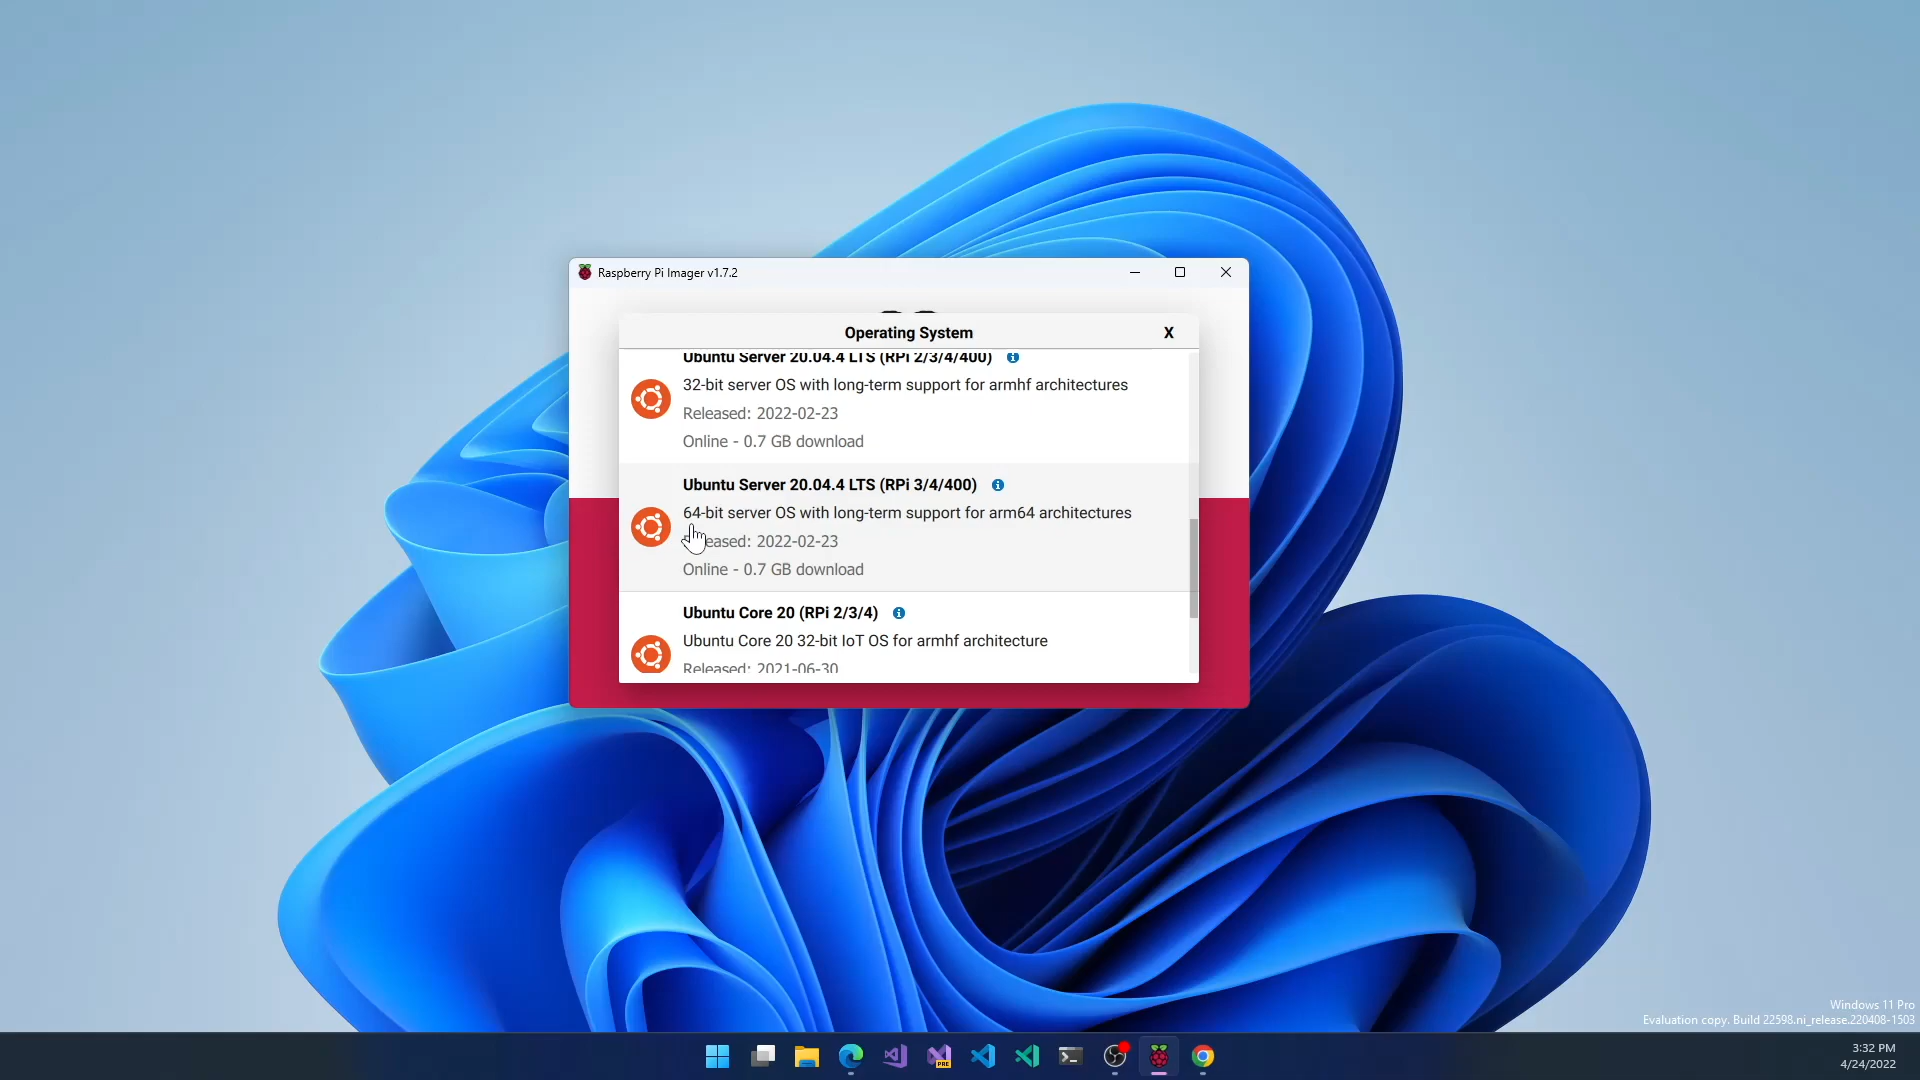 Raspberry Pi Imager v1.7.2
Operating System
X
Ubuntu Server 20.04.4 LTS (RPi 2/3/4/400)
32-bit server OS with long-term support for armhf architectures
Released: 2022-02-23
Online - 0.7 GB download
Ubuntu Server 20.04.4 LTS (RPi 3/4/400)
64-bit server OS with long-term support for arm64 architectures
eased: 2022-02-23
Online - 0.7 GB download
Ubuntu Core 20 (RPi 2/3/4)
Ubuntu Core 20 32-bit IoT OS for armhf architecture
Released: 2021-06-30
Windows 11 Pro
Evaluation copy. Build 22598.ni_release.220408-1503
PRE
3:32 PM
4/24/2022